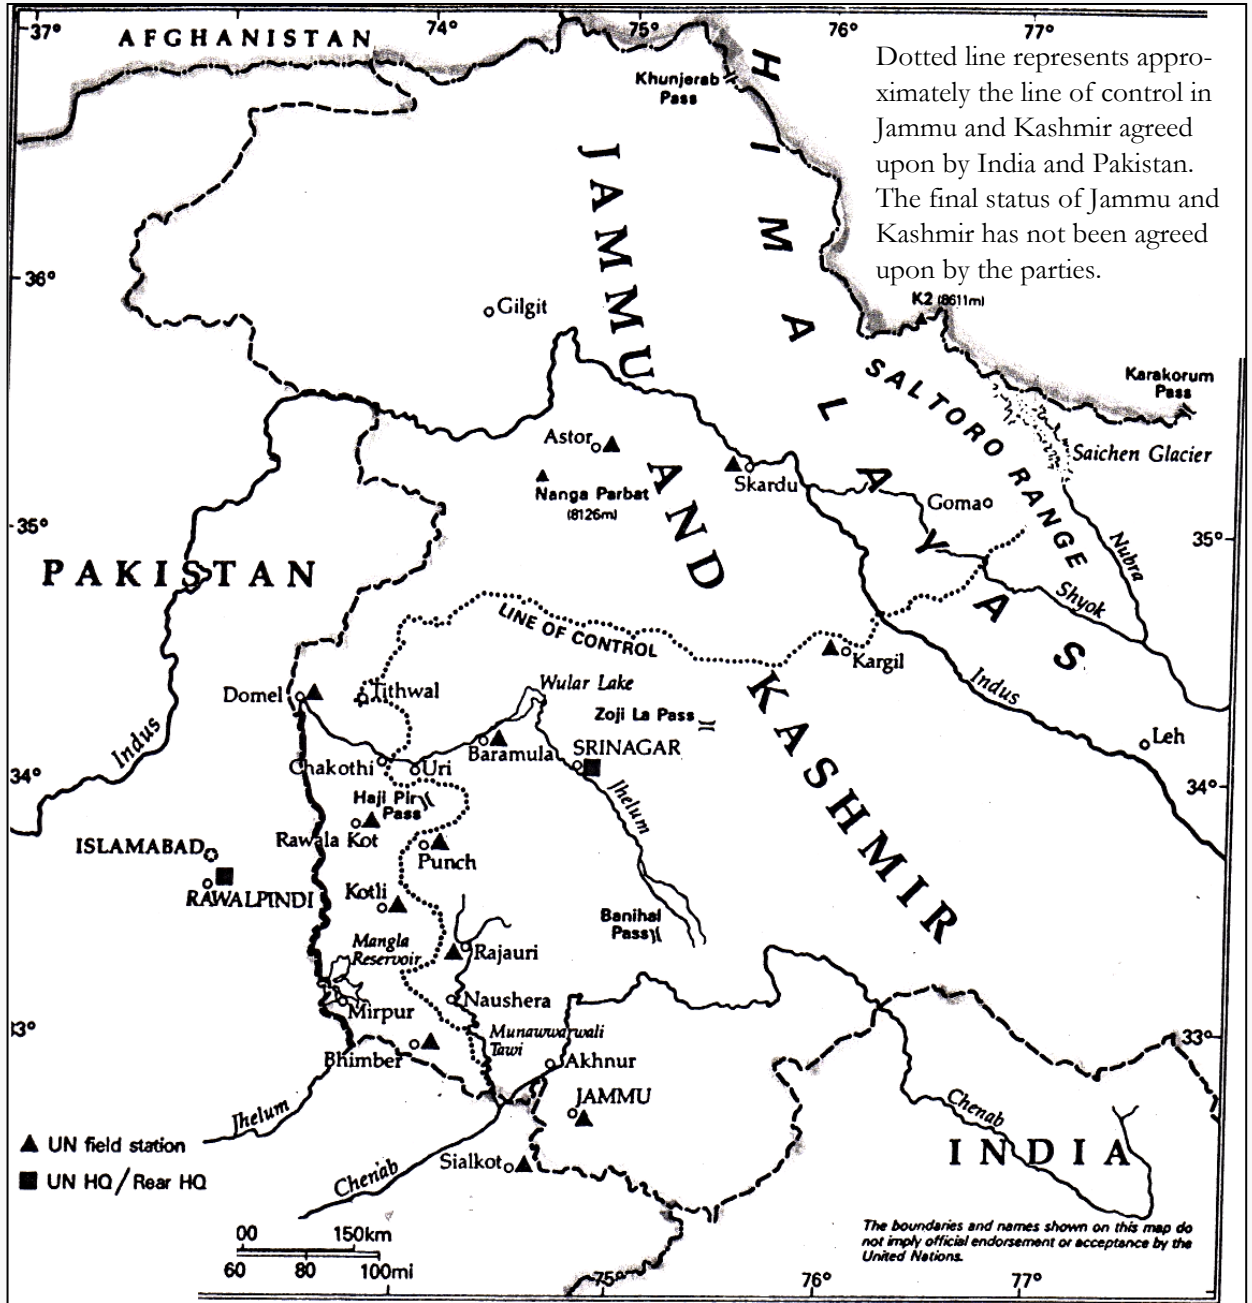 37°
74°
75°
76°
77°
AFGHANISTAN
Khunjerab
Pass
Dotted line represents appro-
ximately the line of control in
Jammu and Kashmir agreed
upon by India and Pakistan.
The final status of Jammu and
Kashmir has not been agreed
upon by the parties.
HIMALAYAS
JAMMU
AND
KASHMIR
36°
Gilgit
K2 (8611m)
SALTORO RANGE
Karakorum
Pass
Saichen Glacier
Astor
Skardu
Nanga Parbat
(8126m)
Goma
35°
35°
Nubra
PAKISTAN
Shyok
LINE OF CONTROL
Kargil
Domel
Tithwal
Wular Lake
Zoji La Pass
Indus
Indus
Leh
Baramula
SRINAGAR
Chakothi
Uri
34°
34°
Haji Pir
Pass
Jhelum
Rawala Kot
ISLAMABAD
Punch
RAWALPINDI
Kotli
Banihal
Pass
Mangla
Reservoir
Rajauri
Naushera
Mirpur
33°
33°
Munawwarwali
Tawi
Bhimber
Akhnur
JAMMU
Jhelum
Chenab
INDIA
UN field station
Sialkot
Chenab
UN HQ/Rear HQ
00
150km
60
80
100mi
The boundaries and names shown on this map do
not imply official endorsement or acceptance by the
United Nations.
75°
76°
77°